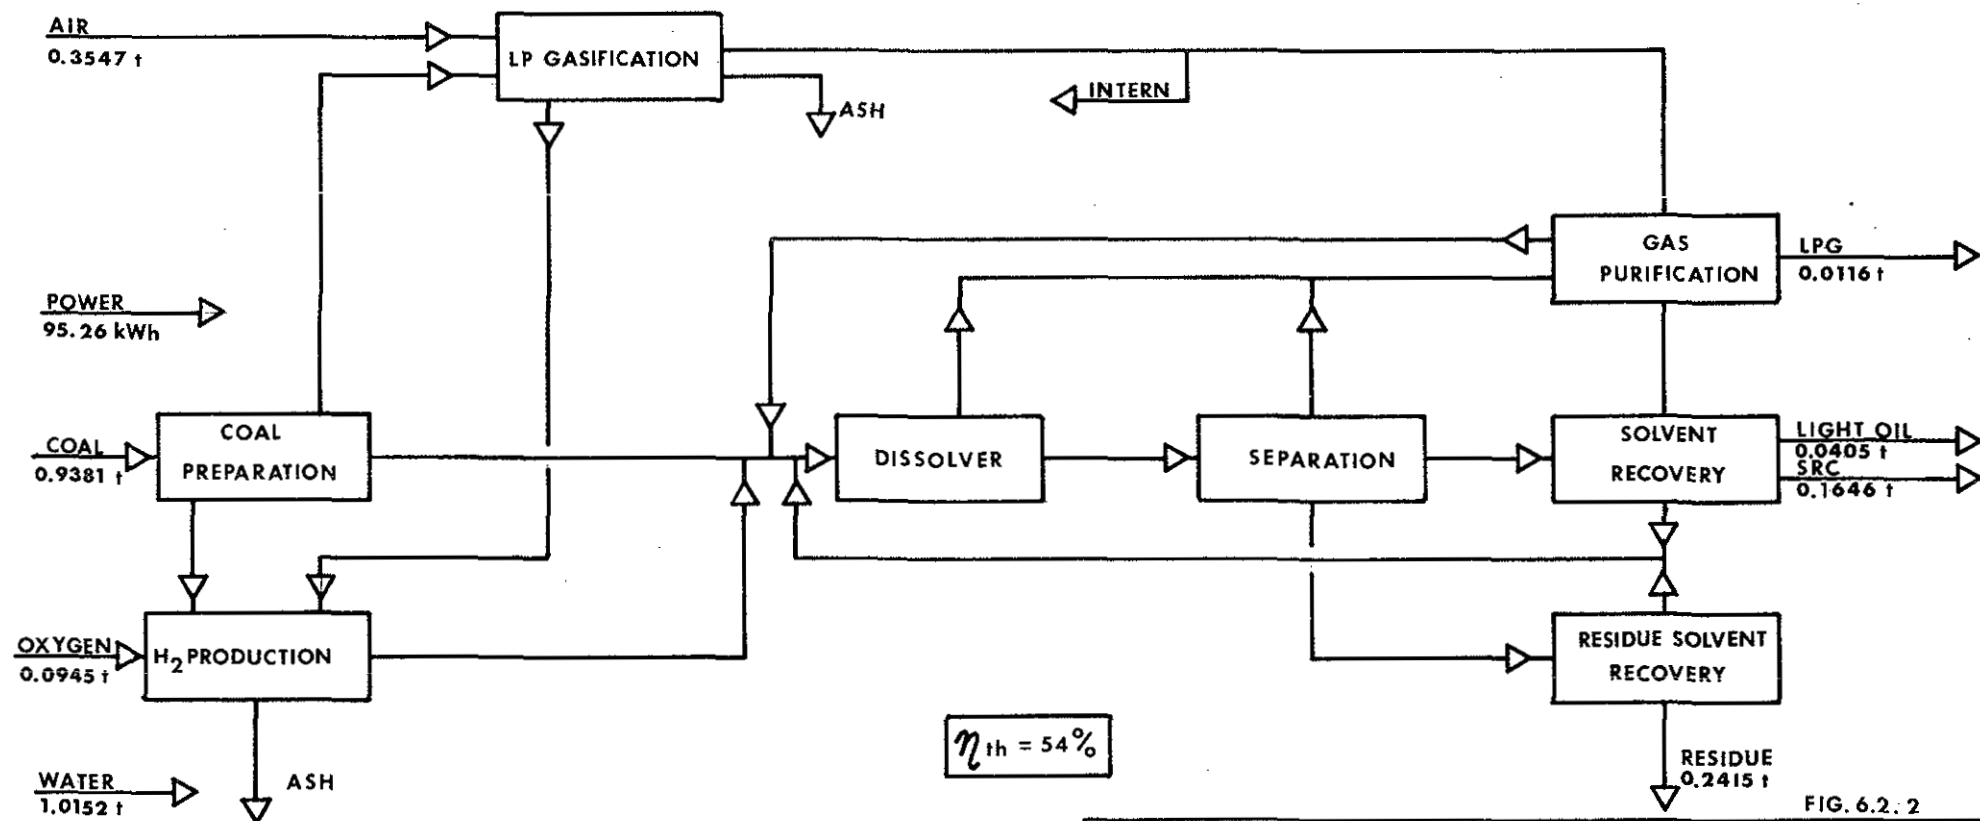 AIR
0.3547 t
LP GASIFICATION
INTERN
ASH
GAS
PURIFICATION
LPG
0.0116 t
POWER
95.26 kWh
COAL
0.9381 t
COAL
PREPARATION
DISSOLVER
SEPARATION
SOLVENT
RECOVERY
LIGHT OIL
0.0405 t
SRC
0.1646 t
OXYGEN
0.0945 t
H2 PRODUCTION
RESIDUE SOLVENT
RECOVERY
ηth = 54%
WATER
1.0152 t
ASH
RESIDUE
0.2415 t
FIG. 6.2.2